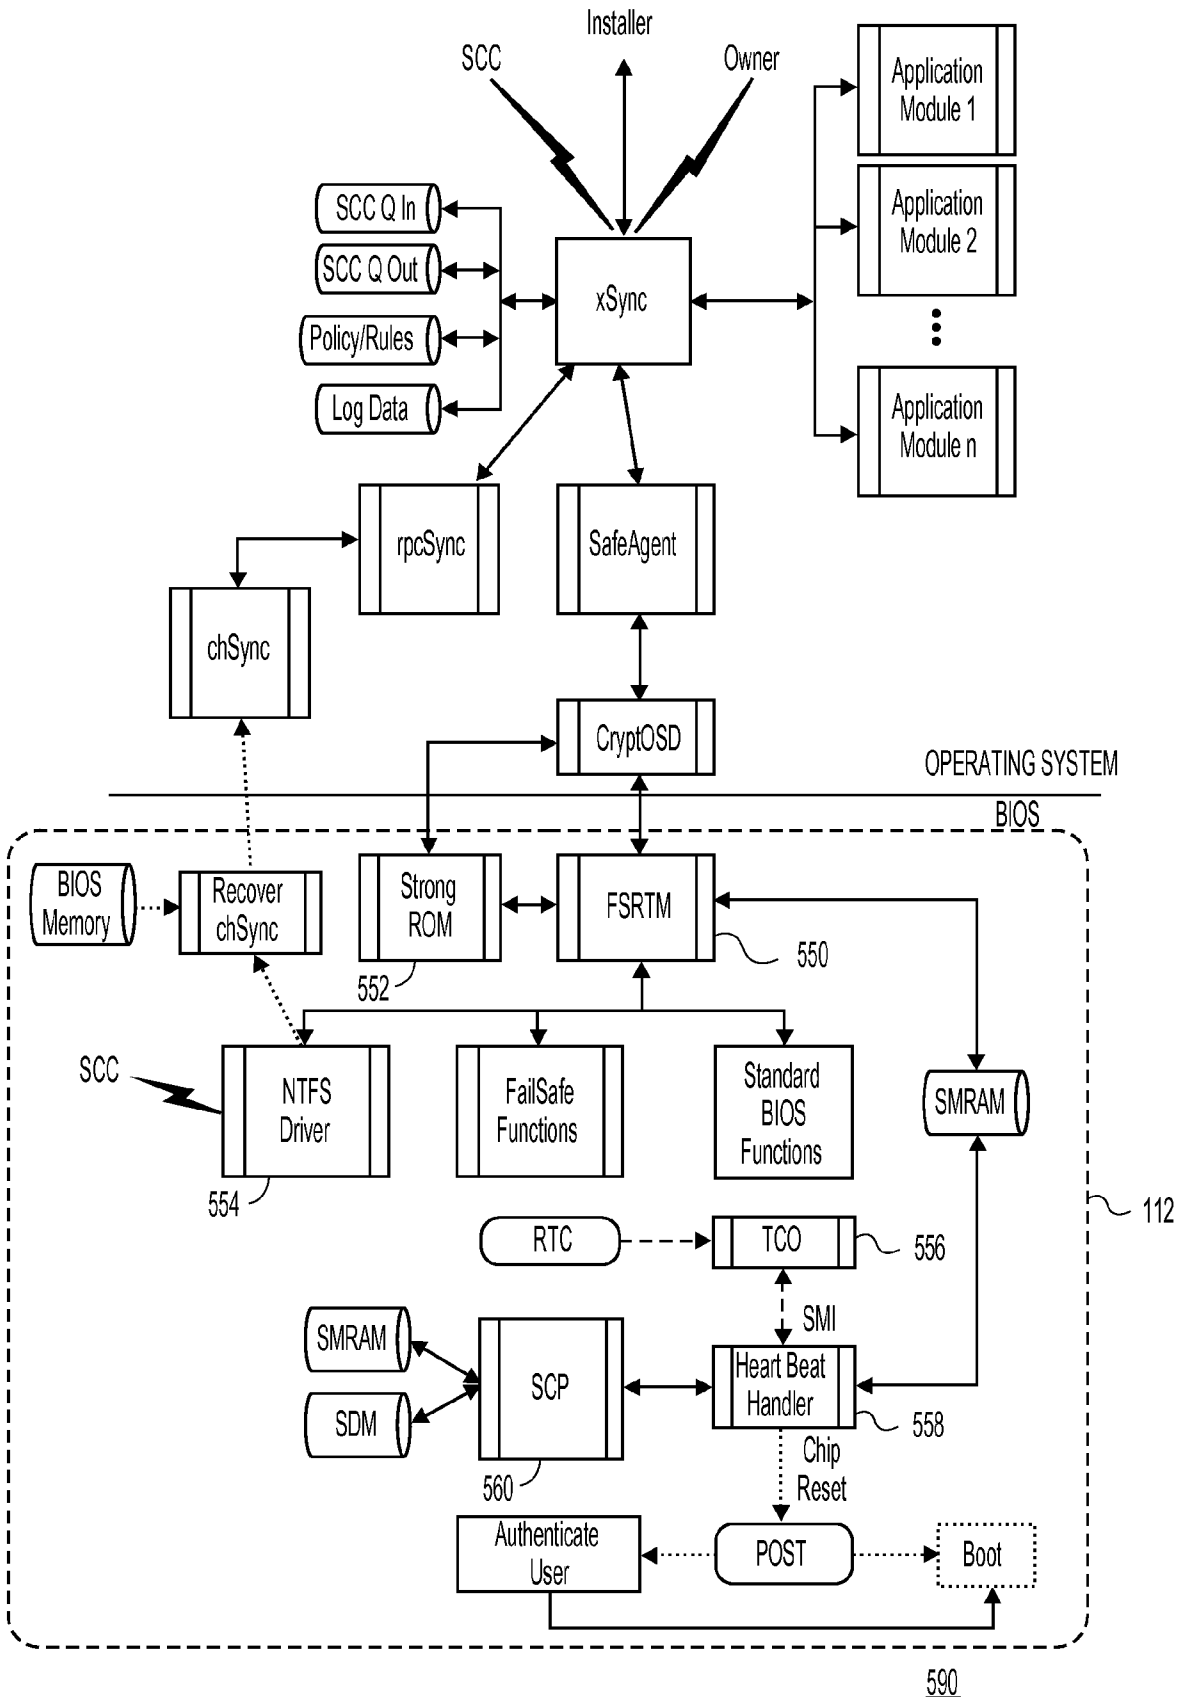 Installer
SCC
Owner
Application
Module 1
SCC Q In
Application
Module 2
SCC Q Out
xSync
Policy/Rules
Log Data
Application
Module n
rpcSync
SafeAgent
chSync
CryptOSD
OPERATING SYSTEM
BIOS
BIOS
Memory
Recover
chSync
Strong
ROM
FSRTM
550
552
SCC
NTFS
Driver
FailSafe
Functions
Standard
BIOS
Functions
SMRAM
554
112
RTC
TCO
556
SMI
SMRAM
SDM
SCP
Heart Beat
Handler
558
560
Chip
Reset
Authenticate
User
POST
Boot
590